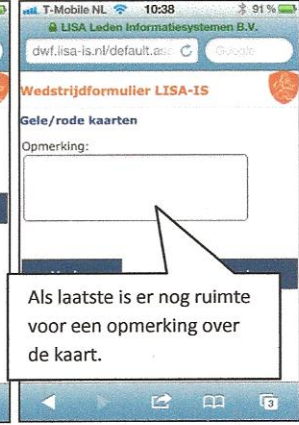 T-Mobile NL 10:38 91%
LISA Leden Informatiesystemen B.V.
dwf.lisa-is.nl/default.as
Google
Wedstrijdformulier LISA-IS
Gele/rode kaarten
Opmerking:
Als laatste is er nog ruimte
voor een opmerking over
de kaart.
3